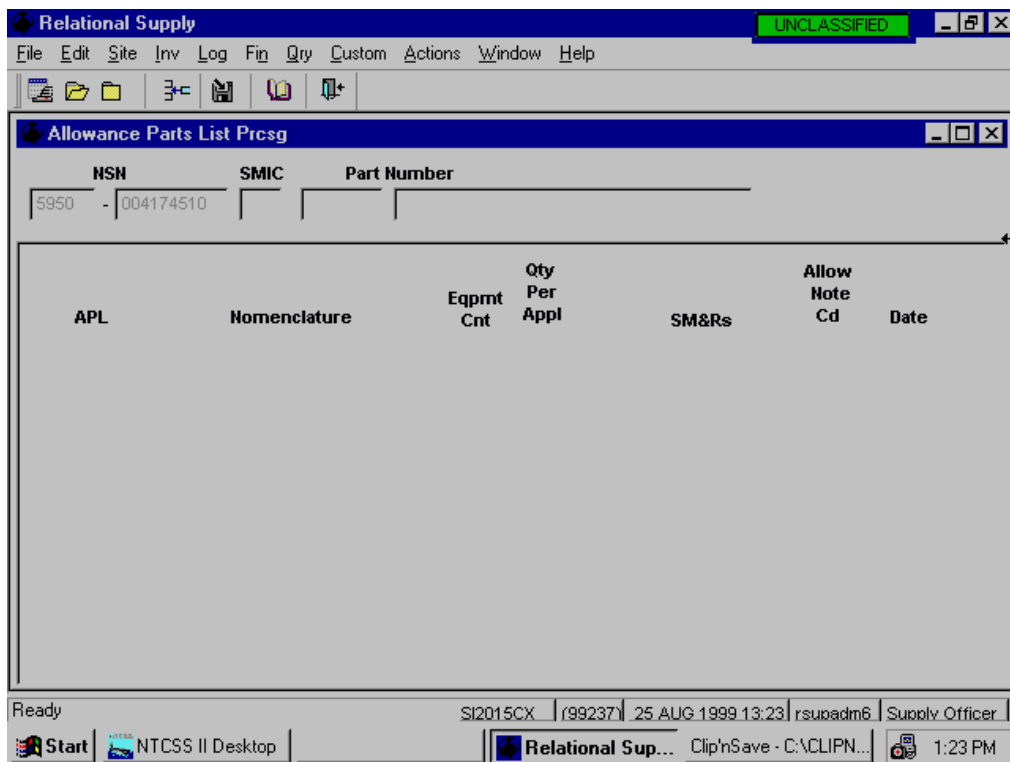 Relational Supply UNCLASSIFIED
File Edit Site Inv Log Fin Qry Custom Actions Window Help
Allowance Parts List Prcsg
NSN SMIC Part Number
5950 - 004174510
APL Nomenclature Eqpmt Cnt Qty Per Appl SM&Rs Allow Note Cd Date
Ready SI2015CX (99237) 25 AUG 1999 13:23 rsupadm6 Supply Officer
Start NTCSS II Desktop Relational Sup... Clip'nSave - C:\CLIPN... 1:23 PM